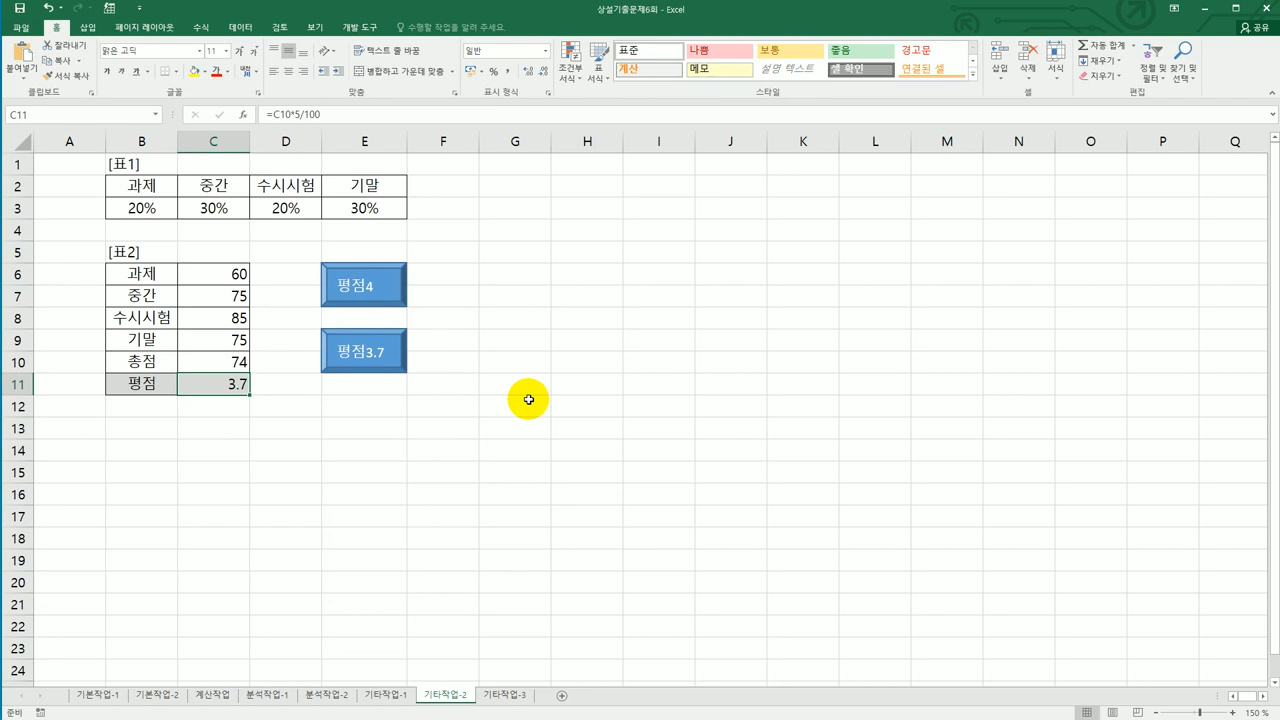 상설기출문제6회 - Excel
파일 홈 삽입 페이지 레이아웃 수식 데이터 검토 보기 개발 도구 수행할 작업을 알려 주세요. 공유
붙여넣기 잘라내기 복사 서식 복사 클립보드
맑은 고딕 11 가 가 가 가 가 가 글꼴
텍스트 줄 바꿈 병합하고 가운데 맞춤 맞춤
일반 % 표시 형식
조건부 서식 표 서식
표준 나쁨 보통 좋음 경고문
계산 메모 설명 텍스트 셀 확인 연결된 셀
스타일
삽입 삭제 서식 셀
자동 합계 채우기 지우기 정렬 및 필터 찾기 및 선택 편집
C11 fx =C10*5/100
A B C D E F G H I J K L M N O P Q
1 [표1]
2 과제 중간 수시시험 기말
3 20% 30% 20% 30%
4
5 [표2]
6 과제 60
평점4
7 중간 75
8 수시시험 85
9 기말 75
평점3.7
10 총점 74
11 평점 3.7
12
13
14
15
16
17
18
19
20
21
22
23
24
기본작업-1 기본작업-2 계산작업 분석작업-1 분석작업-2 기타작업-1 기타작업-2 기타작업-3
준비 150 %